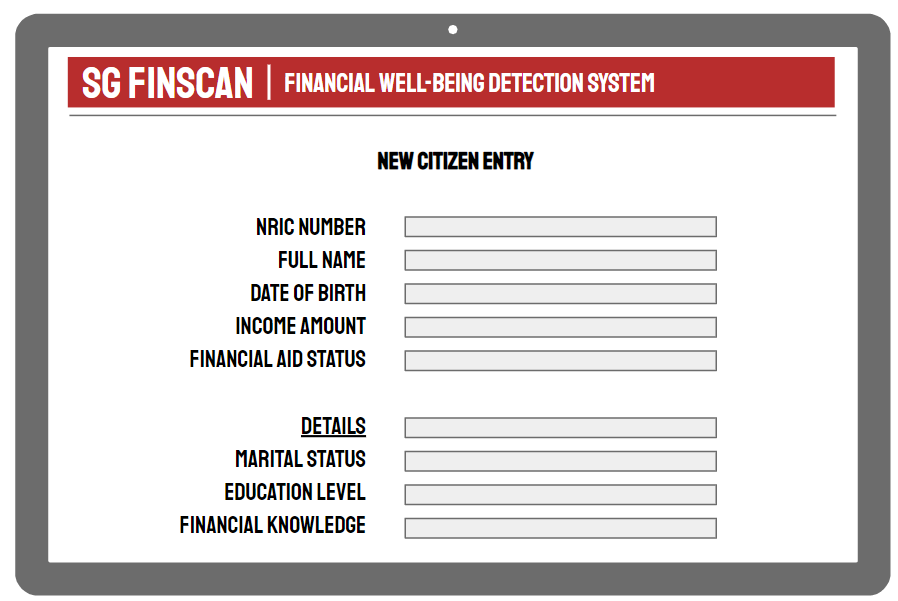 SG FINSCAN | FINANCIAL WELL-BEING DETECTION SYSTEM
NEW CITIZEN ENTRY
NRIC NUMBER
FULL NAME
DATE OF BIRTH
INCOME AMOUNT
FINANCIAL AID STATUS
DETAILS
MARITAL STATUS
EDUCATION LEVEL
FINANCIAL KNOWLEDGE